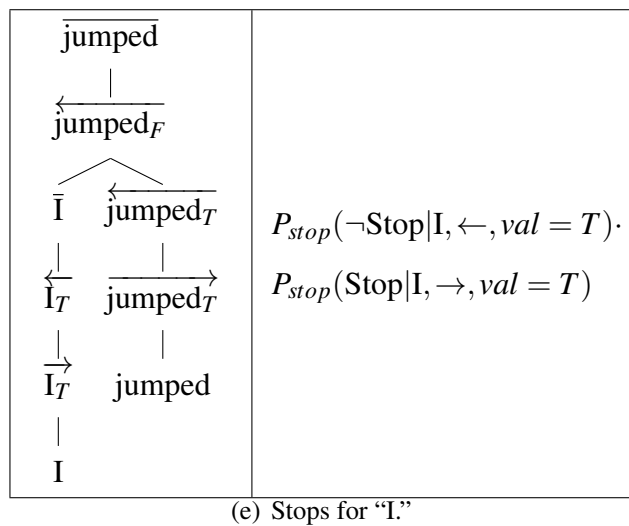 jumped
jumped_F
Ī jumped_T
I_T jumped_T
I_T jumped
I
P_stop(¬Stop|I, ←, val = T)·
P_stop(Stop|I, →, val = T)
(e) Stops for “I.”